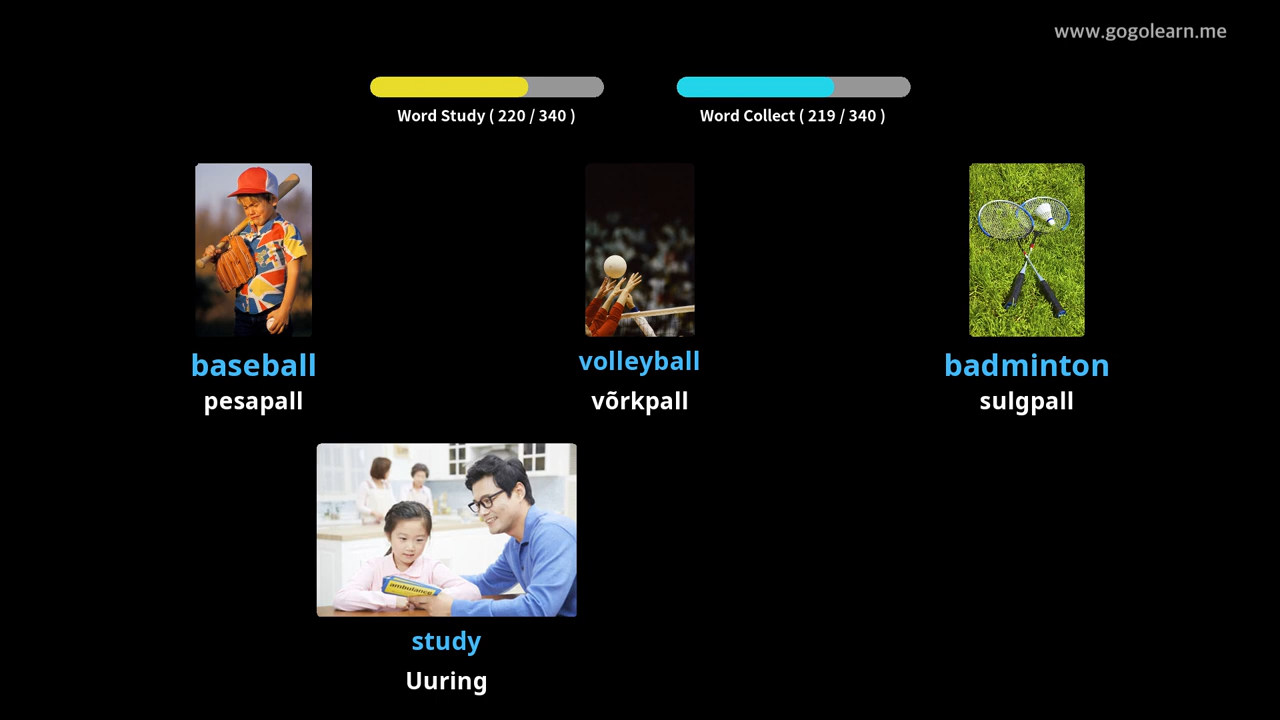 www.gogolearn.me
Word Study ( 220 / 340 )
Word Collect ( 219 / 340 )
baseball
volleyball
badminton
pesapall
võrkpall
sulgpall
ambulance
study
Uuring